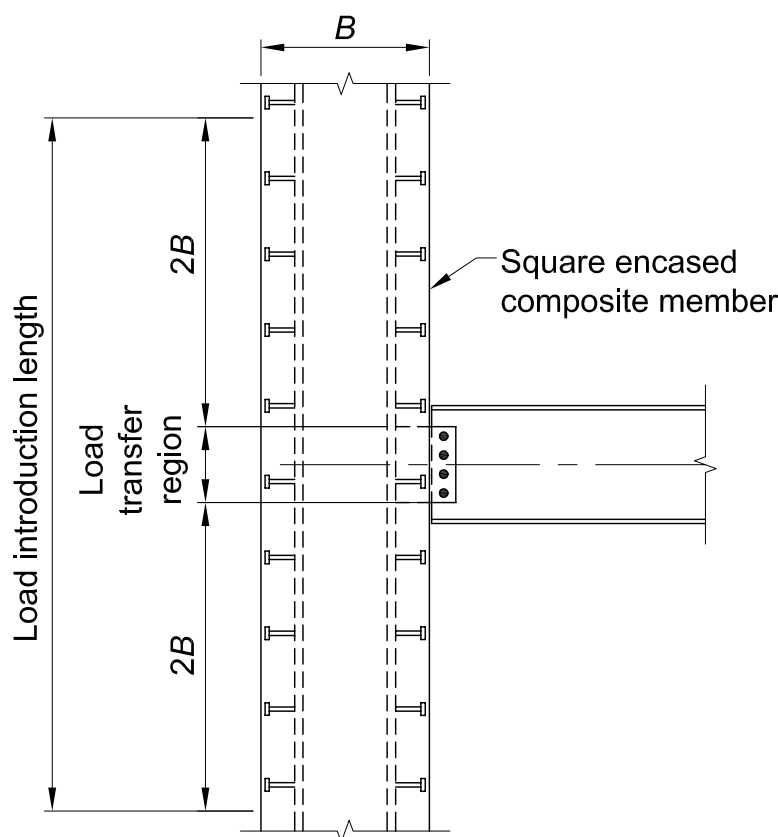 B
2B
Square encased
composite member
Load introduction length
Load
transfer
region
2B